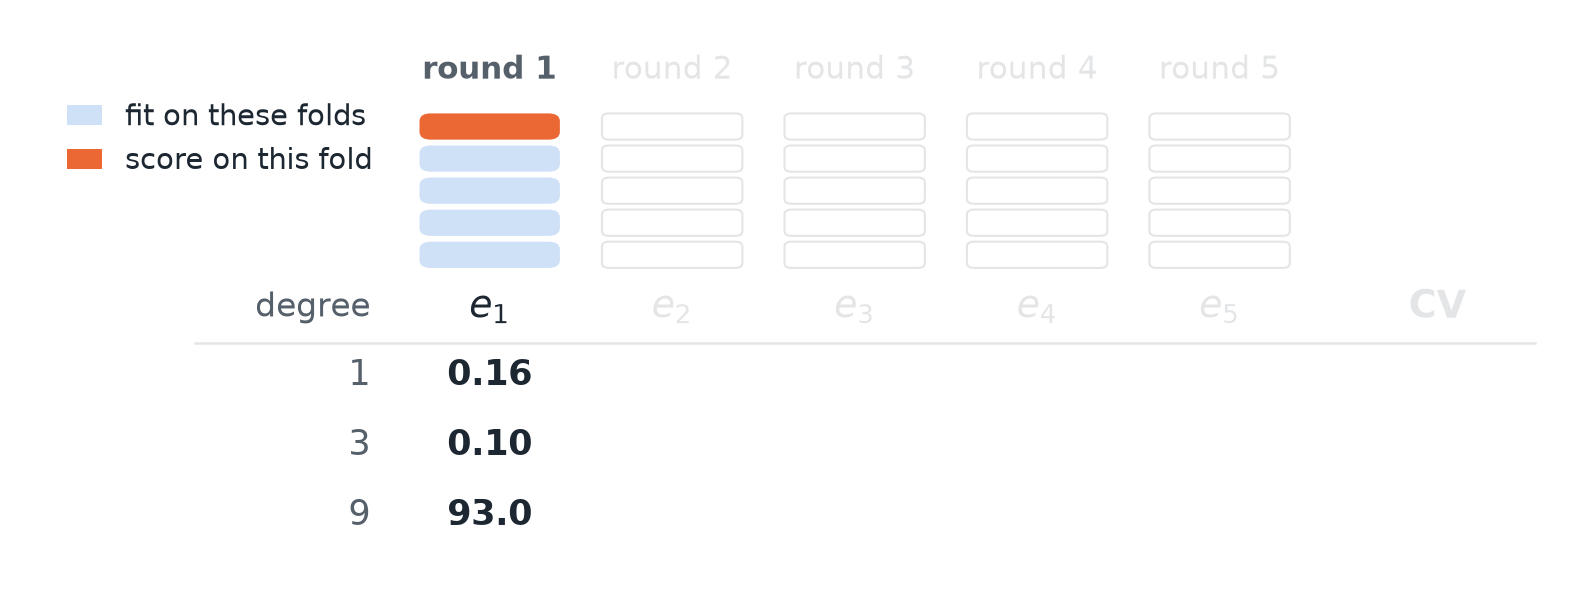 round 1 round 2 round 3 round 4 round 5
fit on these folds
score on this fold
degree e₁ e₂ e₃ e₄ e₅ CV
1 0.16
3 0.10
9 93.0